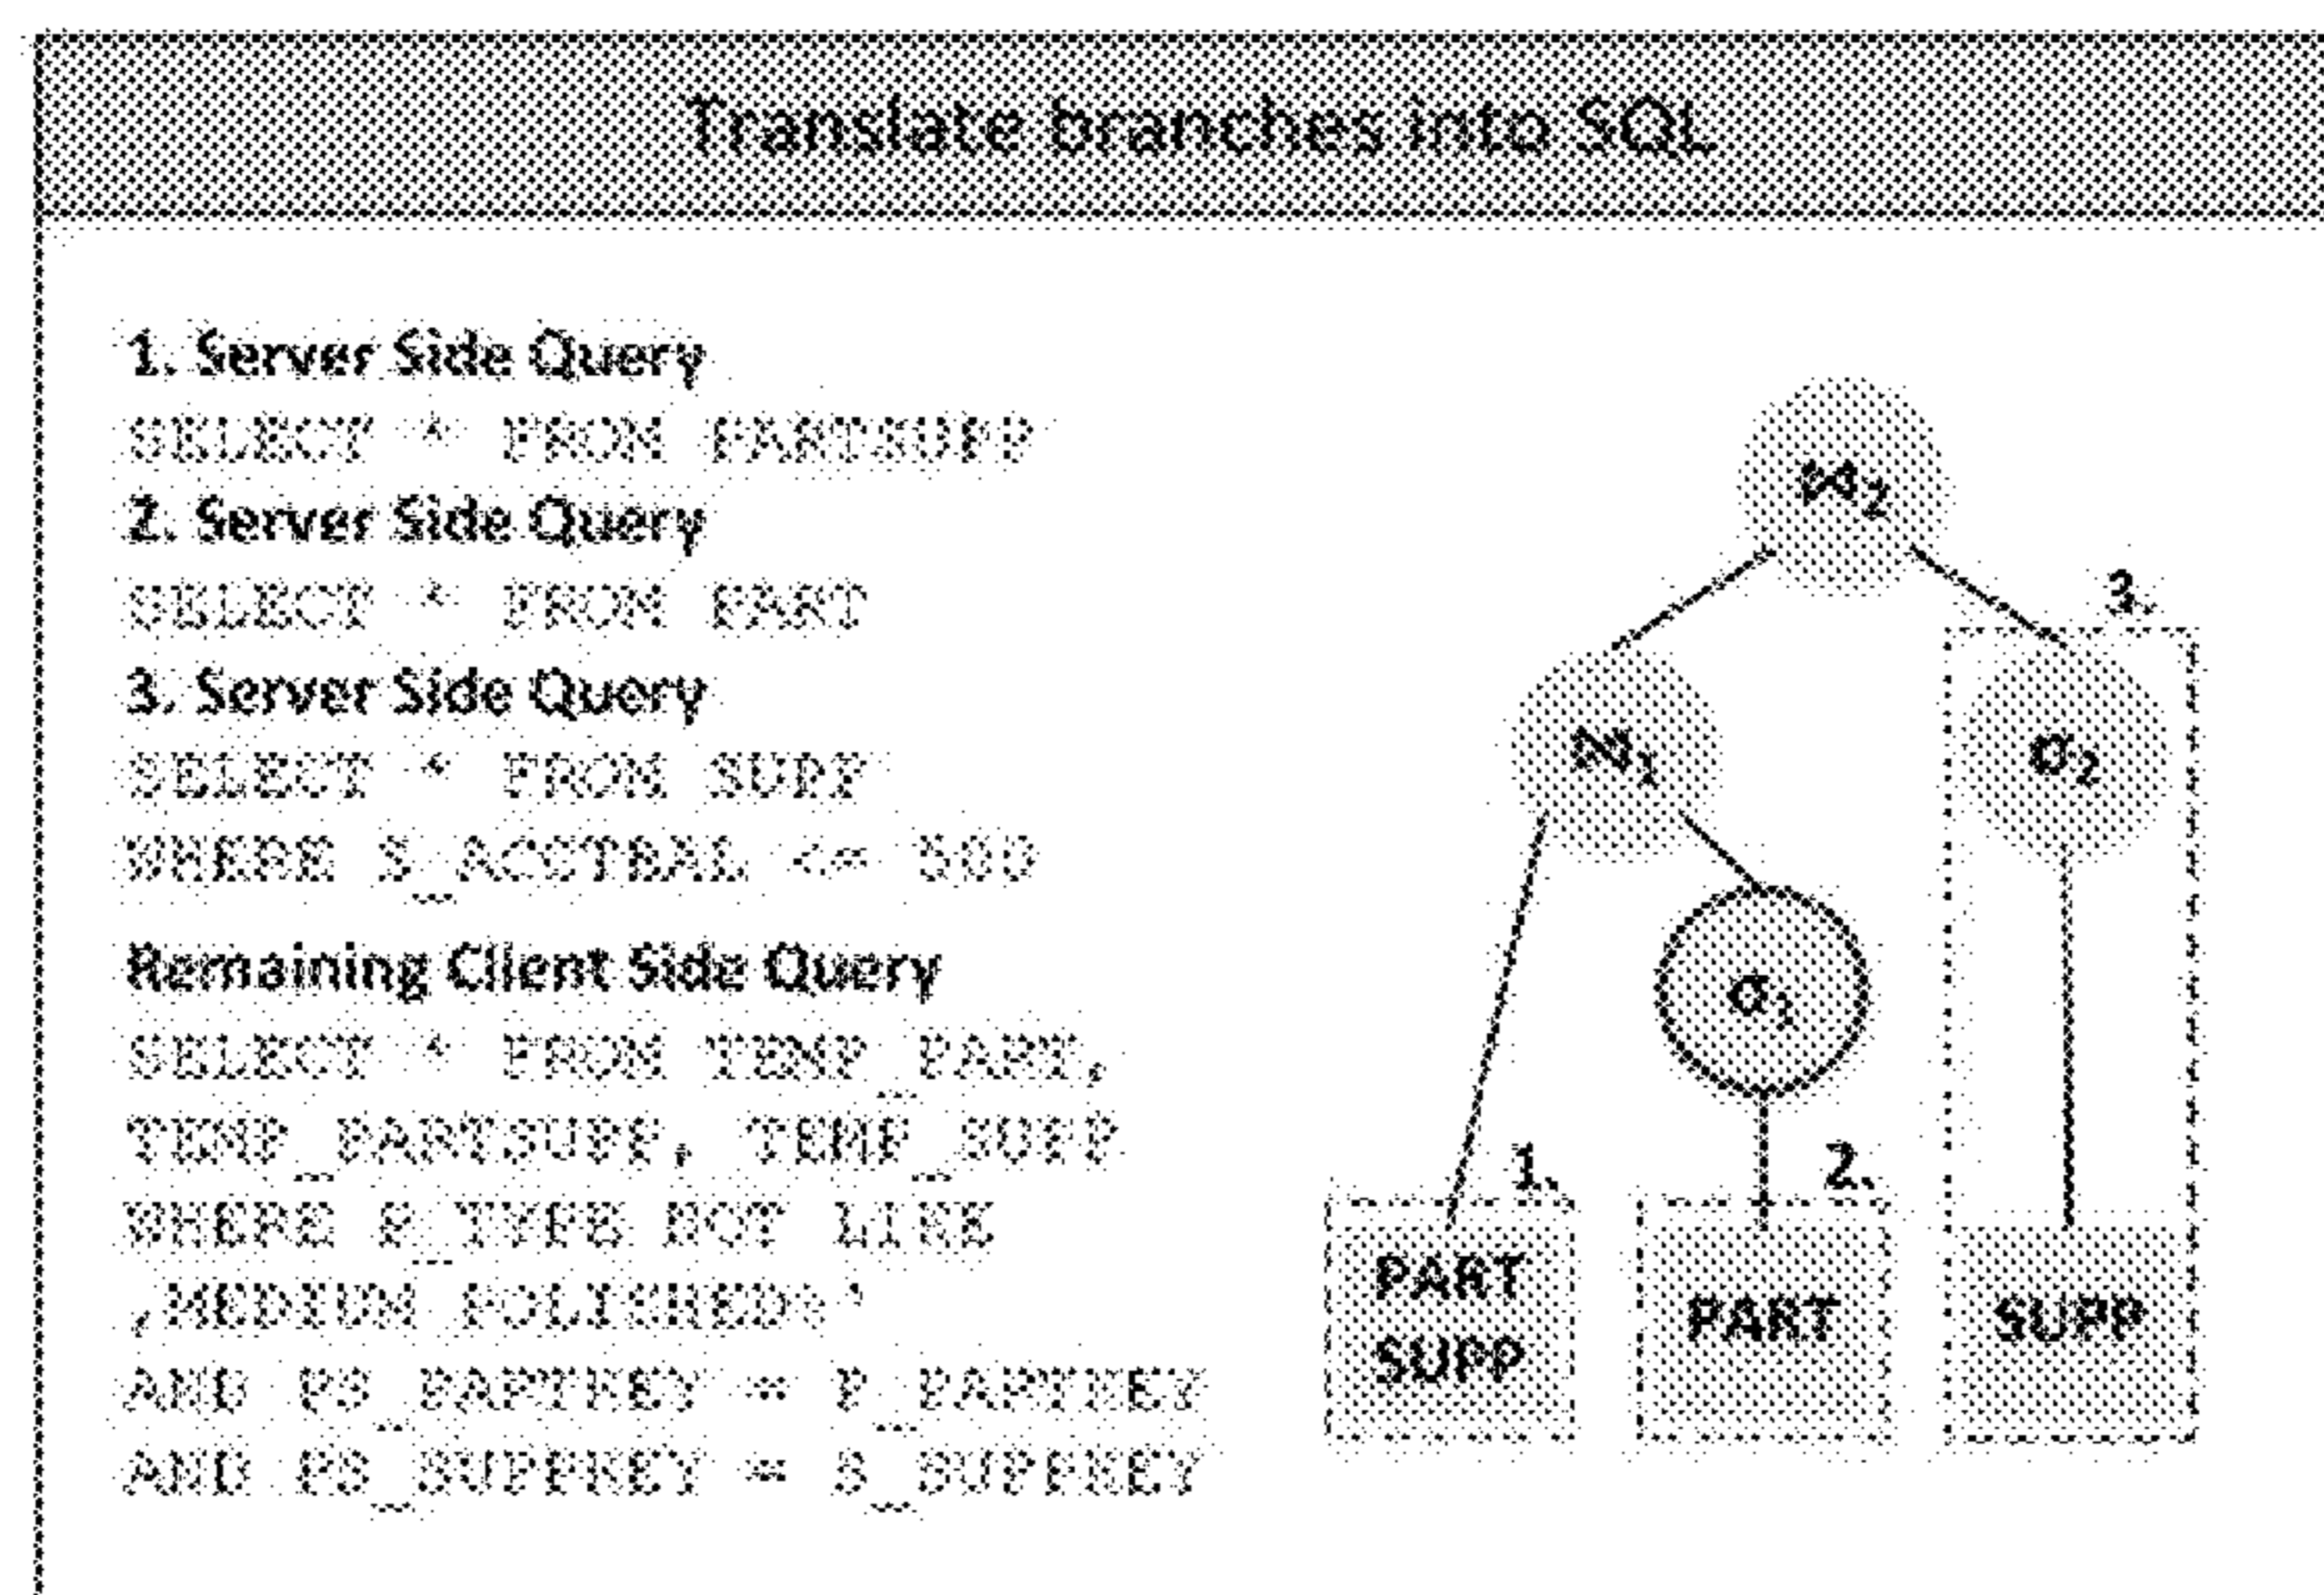 Translate branches into SQL
1. Server Side Query
SELECT * FROM PARTSUPP
2. Server Side Query
SELECT * FROM PART
3. Server Side Query
SELECT * FROM SUPP
WHERE S_ACCTBAL <= 500
Remaining Client Side Query
SELECT * FROM TEMP_PART,
TEMP_PARTSUPP, TEMP_SUPP
WHERE P_TYPE NOT LIKE
,MEDIUM POLISHED%'
AND PS_PARTKEY = P_PARTKEY
AND PS_SUPPKEY = S_SUPPKEY
⋈2
3.
⋈1
σ2
σ1
1.
2.
PART
SUPP
PART
SUPP